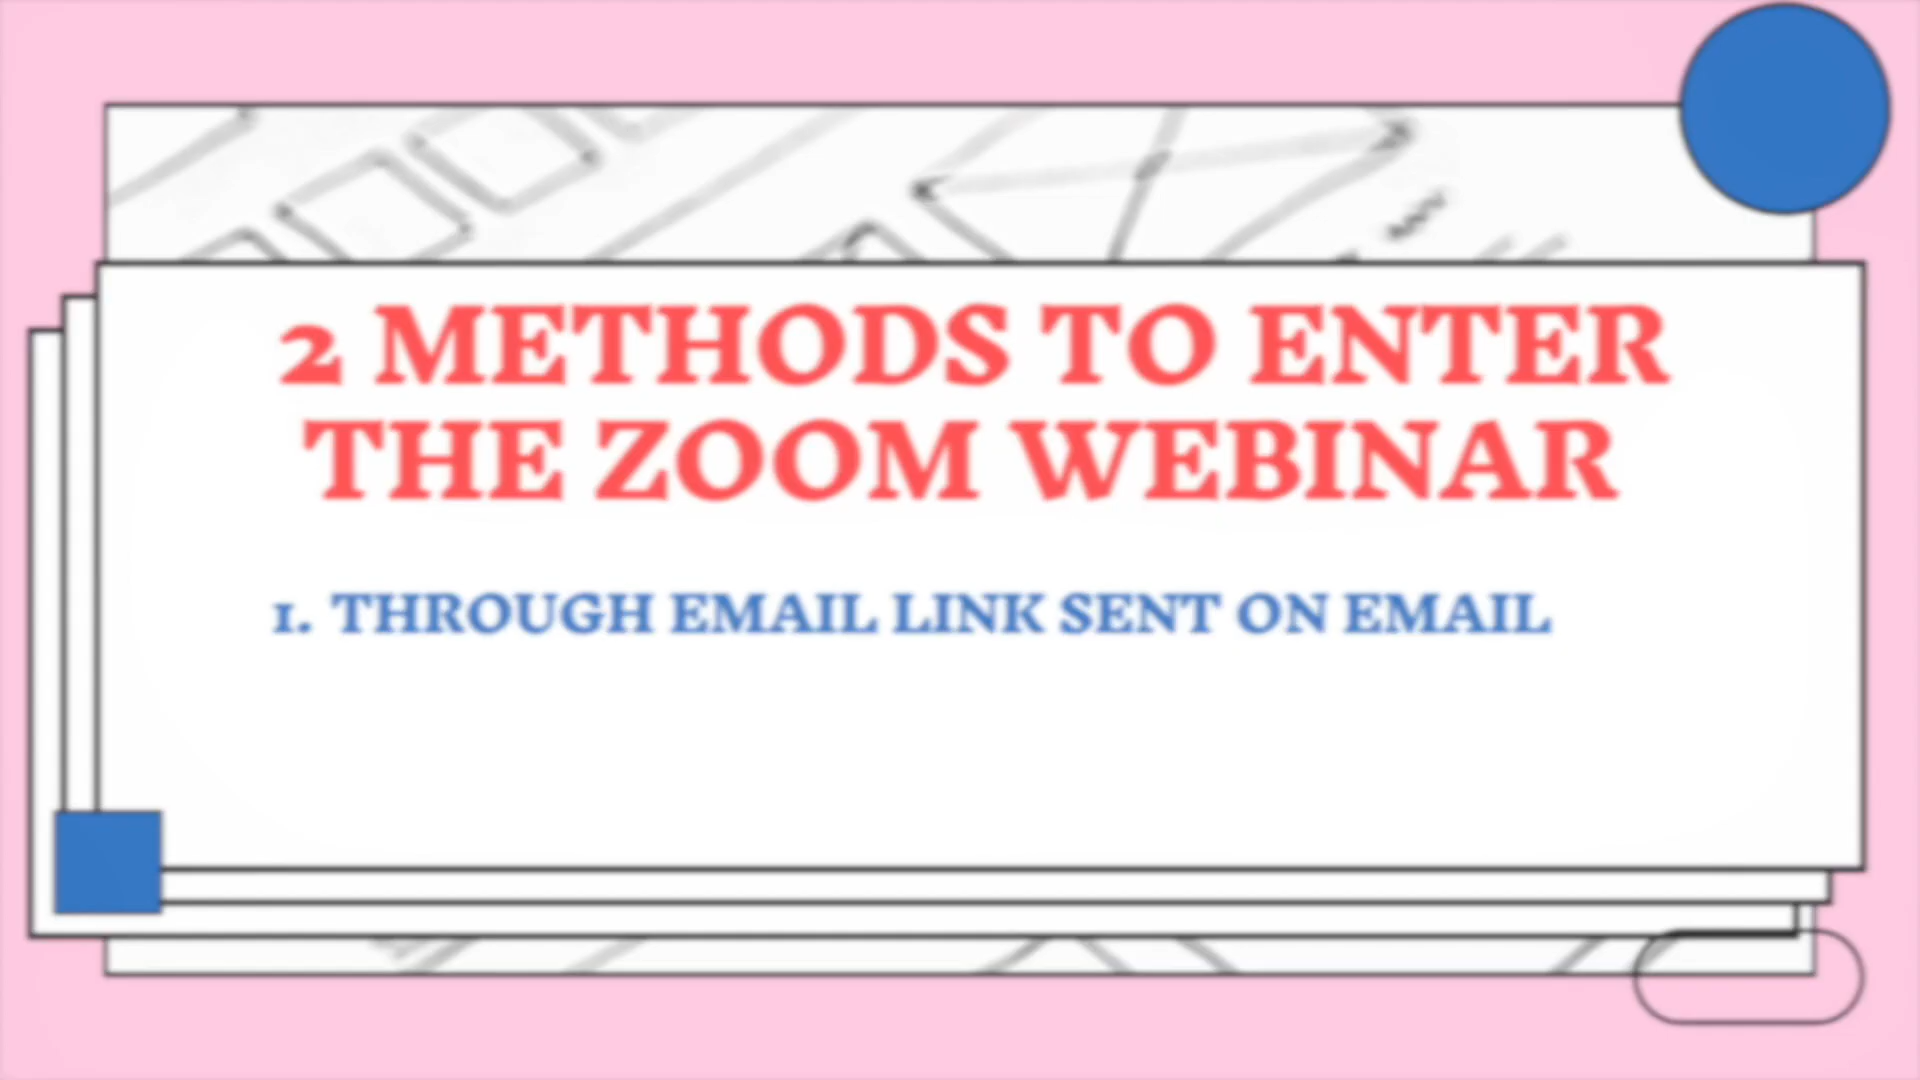 2 METHODS TO ENTER
THE ZOOM WEBINAR
1. THROUGH EMAIL LINK SENT ON EMAIL